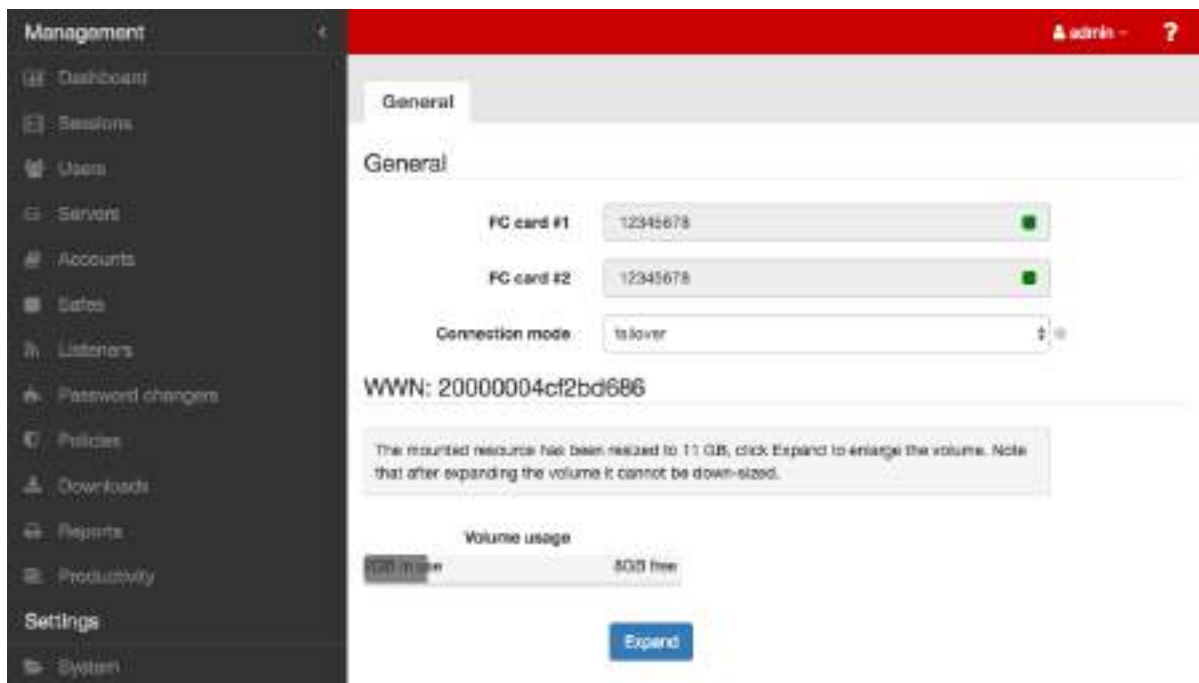 Management
admin
?
Dashboard
Sessions
Users
Servers
Accounts
Safes
Listeners
Password changers
Policies
Downloads
Reports
Productivity
Settings
System
General
General
FC card #1 12345678
FC card #2 12345678
Connection mode failover
WWN: 20000004cf2bd686
The mounted resource has been resized to 11 GB, click Expand to enlarge the volume. Note
that after expanding the volume it cannot be down-sized.
Volume usage
in use 8GB free
Expand